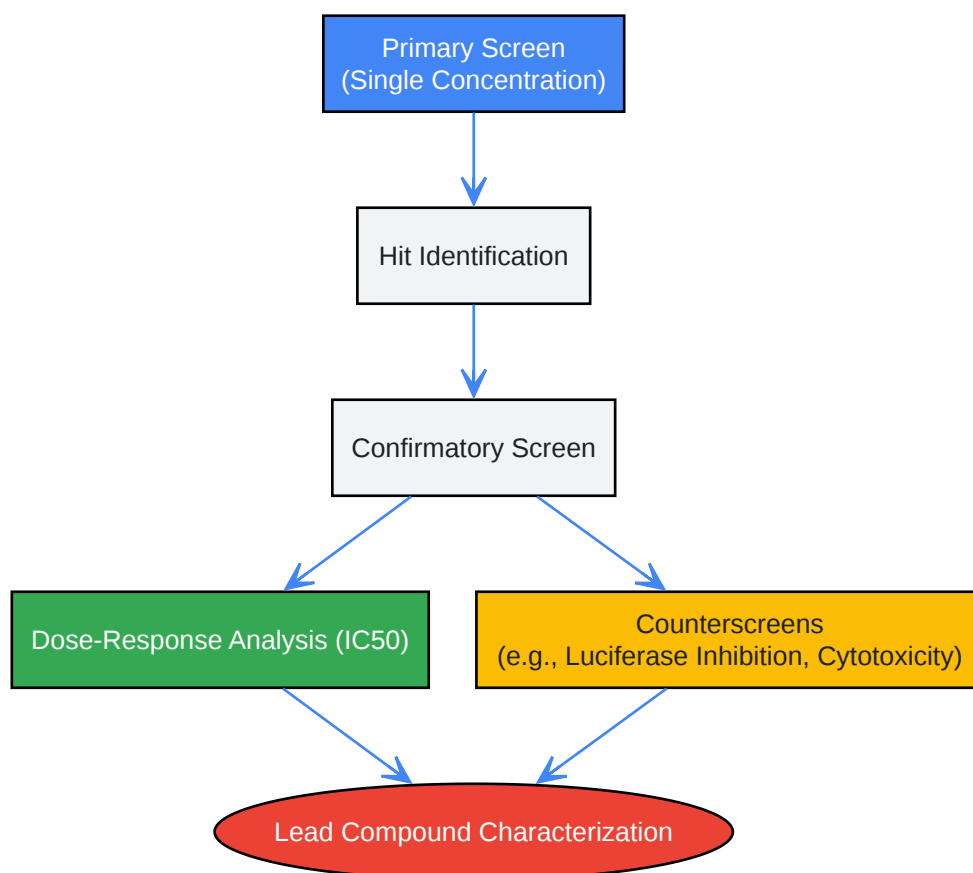 Primary Screen
(Single Concentration)
Hit Identification
Confirmatory Screen
Dose-Response Analysis (IC50)
Counterscreens
(e.g., Luciferase Inhibition, Cytotoxicity)
Lead Compound Characterization